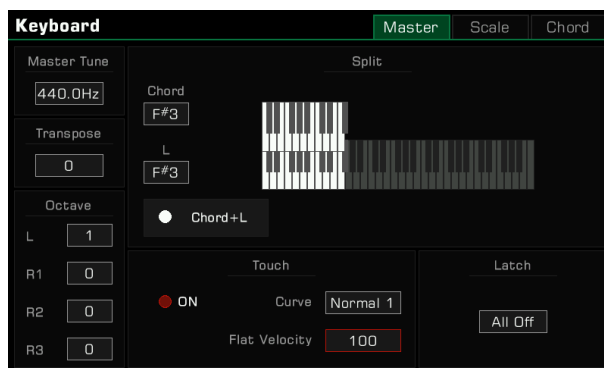 Keyboard Master Scale Chord
Master Tune
440.0Hz
Transpose
0
Octave
L 1
R1 0
R2 0
R3 0
Split
Chord
F#3
L
F#3
Chord+L
Touch
ON Curve Normal 1
Flat Velocity 100
Latch
All Off